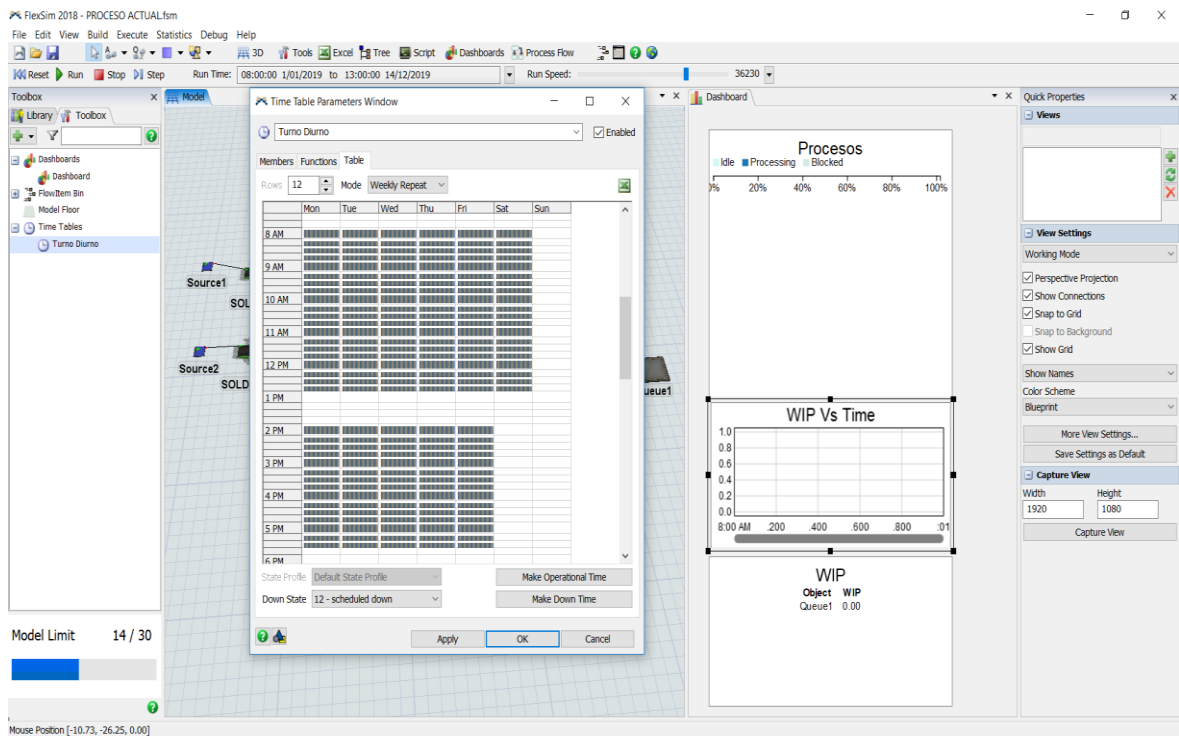 FlexSim 2018 - PROCESO ACTUAL.fsm
File Edit View Build Execute Statistics Debug Help
3D Tools Excel Tree Script Dashboards Process Flow
Reset Run Stop Step Run Time: 08:00:00 1/01/2019 to 13:00:00 14/12/2019 Run Speed: 36230
Toolbox
Library Toolbox
Dashboards
Dashboard
FlowItem Bin
Model Floor
Time Tables
Turno Diurno
Model Limit 14 / 30
Mouse Position [-10.73, -26.25, 0.00]
Model
Source1
SOL
Source2
SOLD
ueue1
Time Table Parameters Window
Turno Diurno Enabled
Members Functions Table
Rows 12 Mode Weekly Repeat
Mon Tue Wed Thu Fri Sat Sun
8 AM
9 AM
10 AM
11 AM
12 PM
1 PM
2 PM
3 PM
4 PM
5 PM
6 PM
State Profile Default State Profile Make Operational Time
Down State 12 - scheduled down Make Down Time
Apply OK Cancel
Dashboard
Procesos
Idle Processing Blocked
0% 20% 40% 60% 80% 100%
WIP Vs Time
1.0
0.8
0.6
0.4
0.2
0.0
8:00 AM .200 .400 .600 .800 :01
WIP
Object WIP
Queue1 0.00
Quick Properties
Views
View Settings
Working Mode
Perspective Projection
Show Connections
Snap to Grid
Snap to Background
Show Grid
Show Names
Color Scheme
Blueprint
More View Settings...
Save Settings as Default
Capture View
Width Height
1920 1080
Capture View